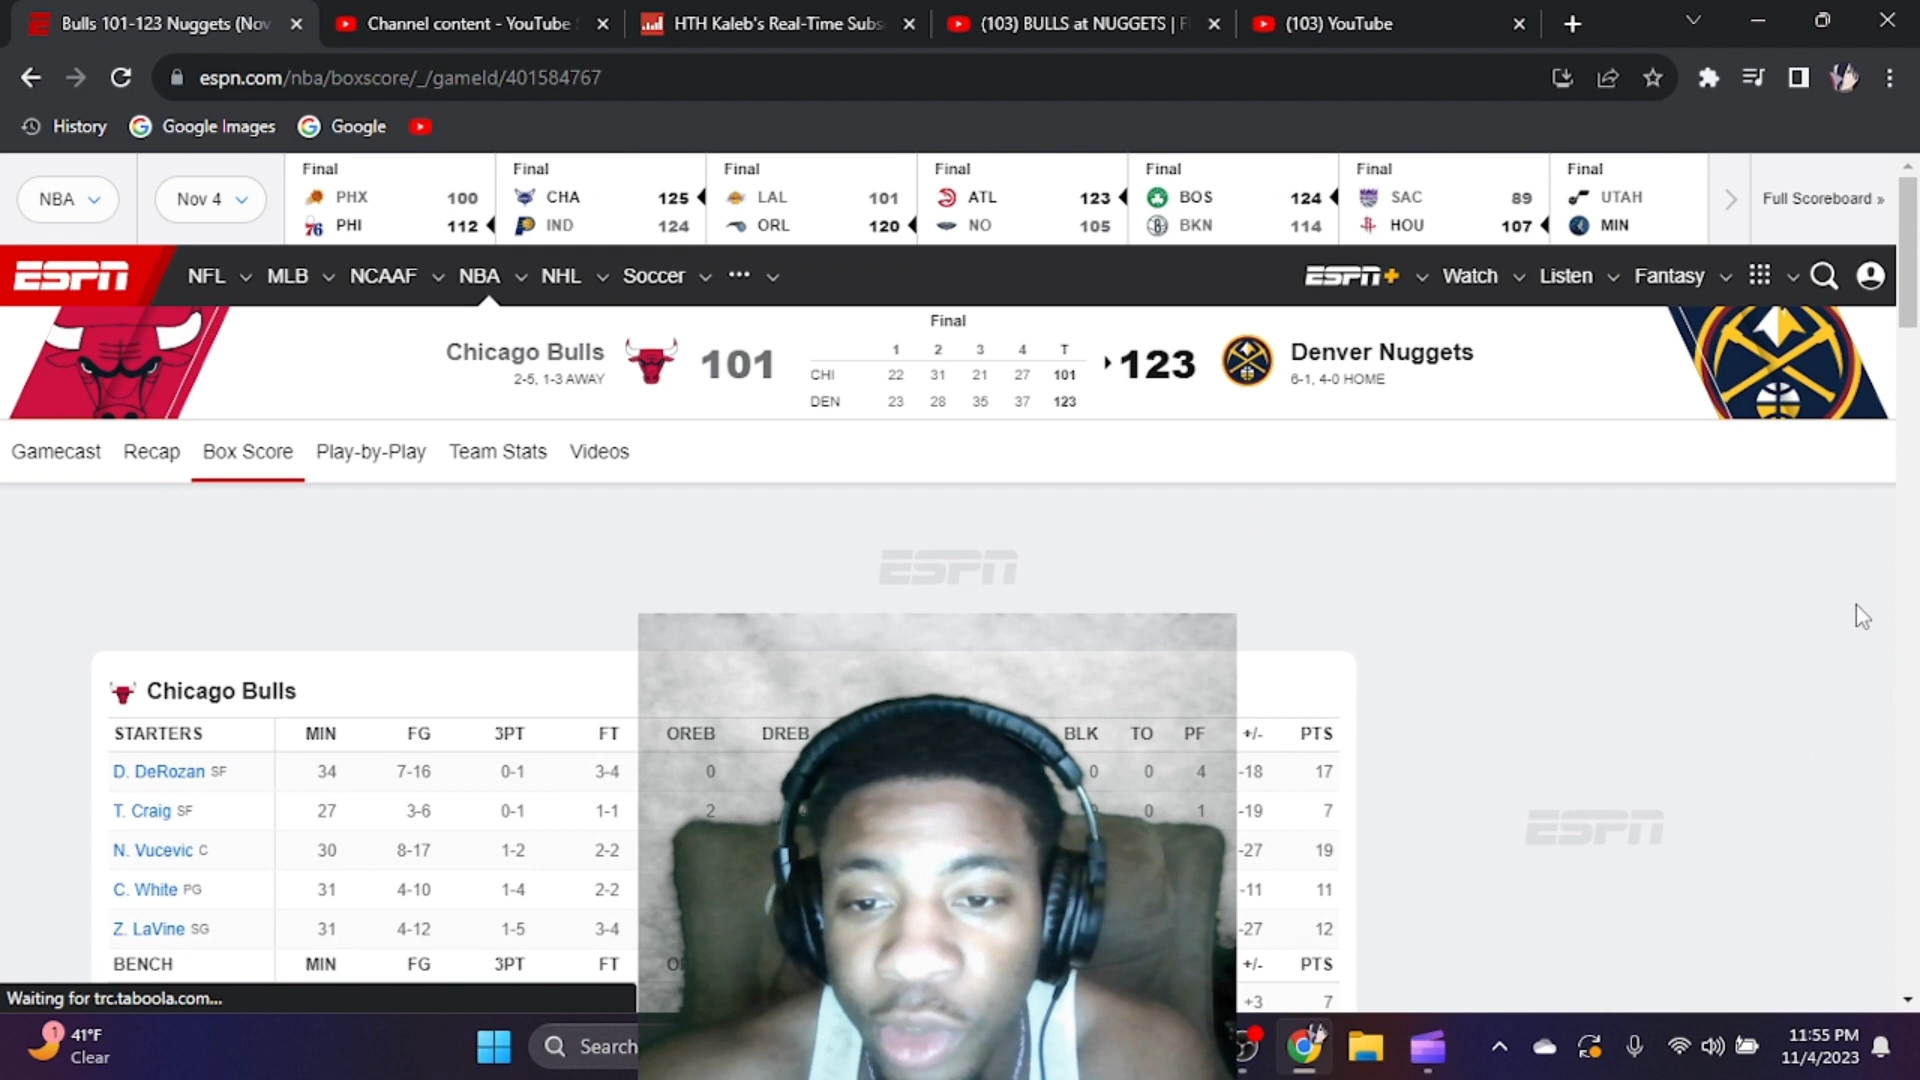 Bulls 101-123 Nuggets (Nov
Channel content - YouTube S
HTH Kaleb's Real-Time Subs
(103) BULLS at NUGGETS | F
(103) YouTube
espn.com/nba/boxscore/_/gameId/401584767
History
Google Images
Google
NBA
Nov 4
Final
PHX 100
PHI 112
Final
CHA 125
IND 124
Final
LAL 101
ORL 120
Final
ATL 123
NO 105
Final
BOS 124
BKN 114
Final
SAC 89
HOU 107
Final
UTAH
MIN
Full Scoreboard »
ESPN NFL MLB NCAAF NBA NHL Soccer ESPN+ Watch Listen Fantasy
Final
Chicago Bulls
2-5, 1-3 AWAY
101
1 2 3 4 T
CHI 22 31 21 27 101
DEN 23 28 35 37 123
123
Denver Nuggets
6-1, 4-0 HOME
Gamecast Recap Box Score Play-by-Play Team Stats Videos
ESPN
ESPN
Chicago Bulls
STARTERS MIN FG 3PT FT OREB DREB BLK TO PF +/- PTS
D. DeRozan SF 34 7-16 0-1 3-4 0 0 0 4 -18 17
T. Craig SF 27 3-6 0-1 1-1 2 0 1 -19 7
N. Vucevic C 30 8-17 1-2 2-2 -27 19
C. White PG 31 4-10 1-4 2-2 -11 11
Z. LaVine SG 31 4-12 1-5 3-4 -27 12
BENCH MIN FG 3PT FT +/- PTS
+3 7
Waiting for trc.taboola.com...
1
41°F
Clear
Search
11:55 PM
11/4/2023